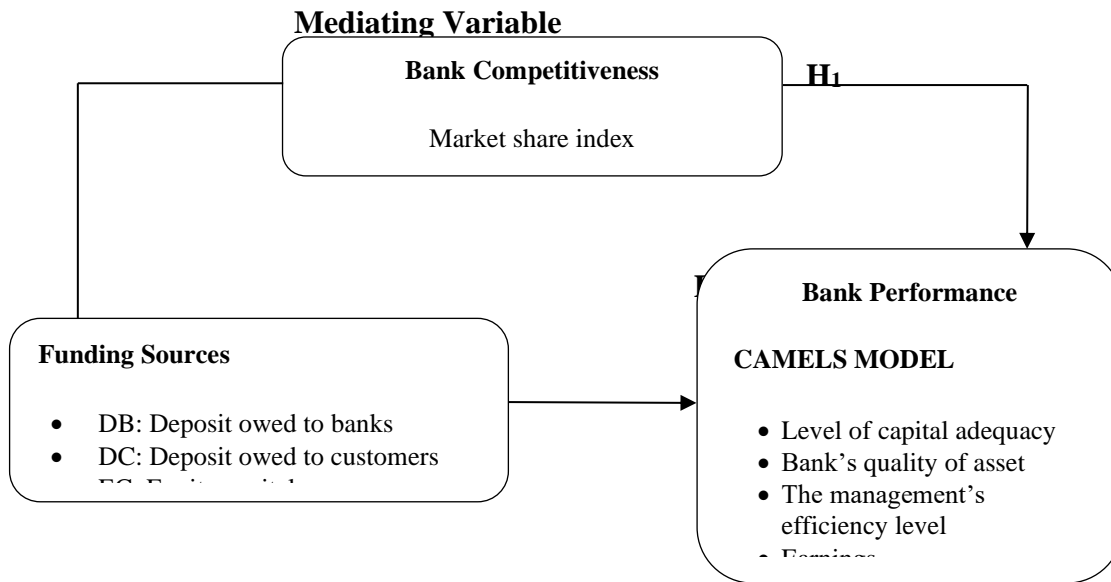 Mediating Variable
Bank Competitiveness
H1
Market share index
Bank Performance
Funding Sources
CAMELS MODEL
• DB: Deposit owed to banks
• DC: Deposit owed to customers
• Level of capital adequacy
• Bank's quality of asset
• The management's
efficiency level
• Earnings